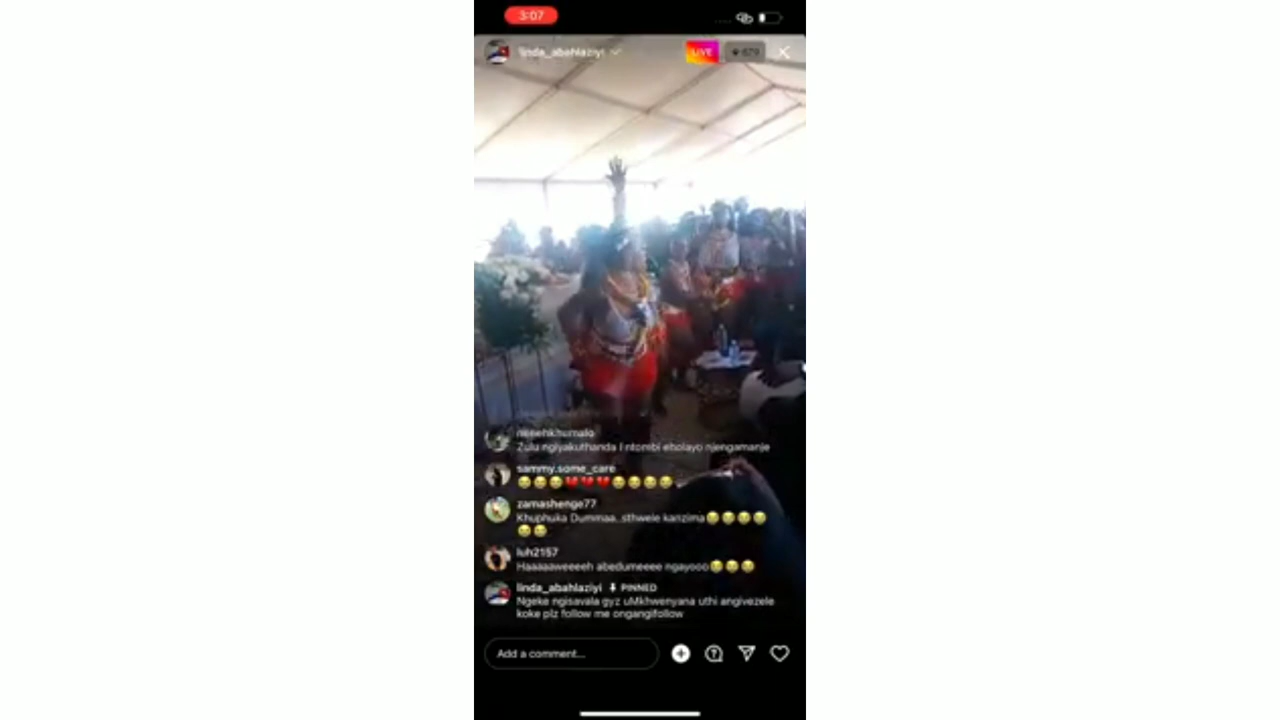 3:07
linda_abahlaziyi
LIVE
679
Zulu ngiyakuthanda I ntombi ebolayo njengamanje
sammy.some_care
😭😭😭💔💔💔😭😭😭😭
zamashenge77
Khuphuka Dummaa..sthwele kanzima😭😭😭😭
😭😭
luh2157
Haaaaaweeeeh abedumeeee ngayooo😭😭😭
linda_abahlaziyi PINNED
Ngeke ngisavala gyz uMkhwenyana uthi angivezele
koke plz follow me ongangifollow
Add a comment...